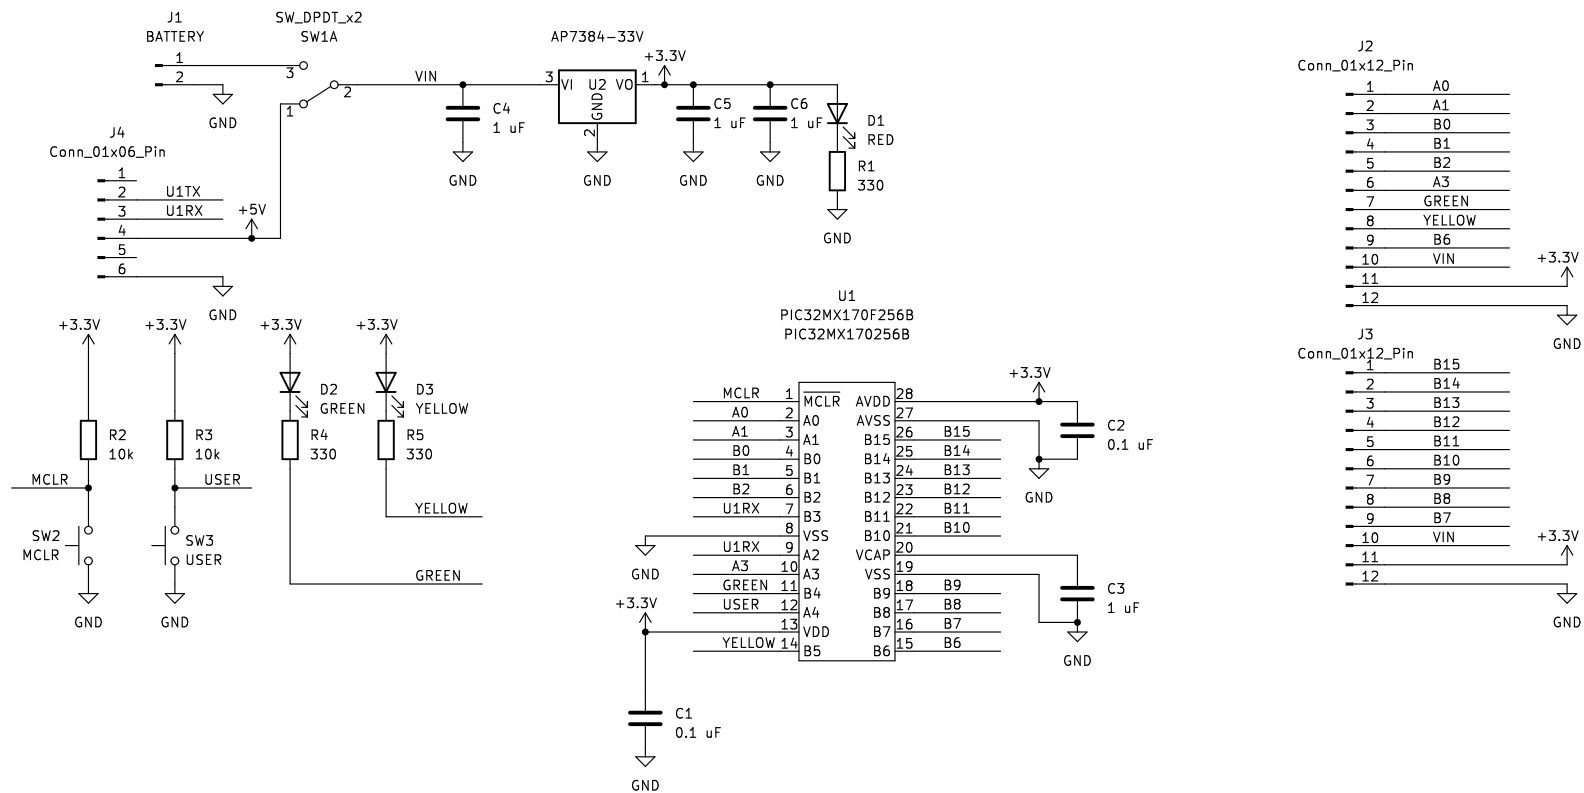 J1
BATTERY
1
2
GND
SW_DPDT_x2
SW1A
3
2
1
VIN
C4
1 uF
GND
AP7384-33V
3
VI
U2
VO
1
GND
2
GND
+3.3V
C5
1 uF
GND
C6
1 uF
GND
D1
RED
R1
330
GND
J4
Conn_01x06_Pin
1
2
U1TX
3
U1RX
4
+5V
5
6
GND
+3.3V
R2
10k
MCLR
SW2
MCLR
GND
+3.3V
R3
10k
USER
SW3
USER
GND
+3.3V
D2
GREEN
R4
330
GREEN
+3.3V
D3
YELLOW
R5
330
YELLOW
U1
PIC32MX170F256B
PIC32MX170256B
MCLR 1 MCLR
A0 2 A0
A1 3 A1
B0 4 B0
B1 5 B1
B2 6 B2
U1RX 7 B3
8 VSS
GND
U1RX 9 A2
A3 10 A3
GREEN 11 B4
USER 12 A4
+3.3V
13 VDD
YELLOW 14 B5
C1
0.1 uF
GND
AVDD 28
+3.3V
AVSS 27
B15 26 B15
B14 25 B14
B13 24 B13
B12 23 B12
B11 22 B11
B10 21 B10
VCAP 20
VSS 19
B9 18 B9
B8 17 B8
B7 16 B7
B6 15 B6
C2
0.1 uF
GND
C3
1 uF
GND
J2
Conn_01x12_Pin
1 A0
2 A1
3 B0
4 B1
5 B2
6 A3
7 GREEN
8 YELLOW
9 B6
10 VIN
11
+3.3V
12
GND
J3
Conn_01x12_Pin
1 B15
2 B14
3 B13
4 B12
5 B11
6 B10
7 B9
8 B8
9 B7
10 VIN
11
+3.3V
12
GND